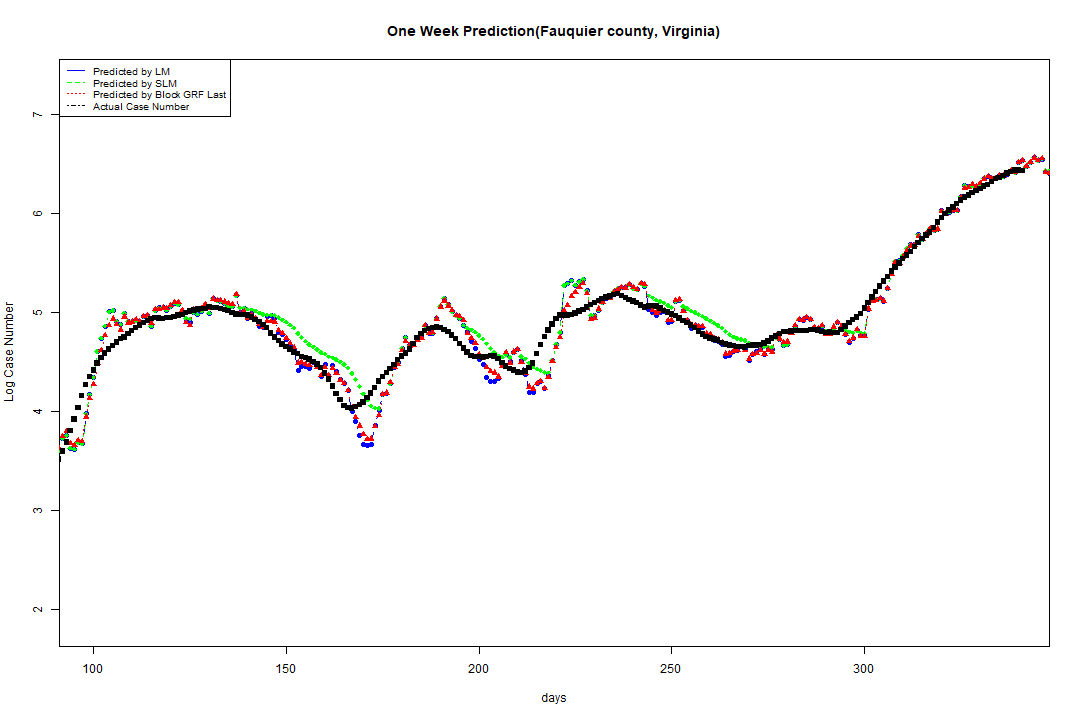 One Week Prediction(Fauquier county, Virginia)
Predicted by LM
Predicted by SLM
Predicted by Block GRF Last
Actual Case Number
7
6
5
4
3
2
Log Case Number
100 150 200 250 300
days